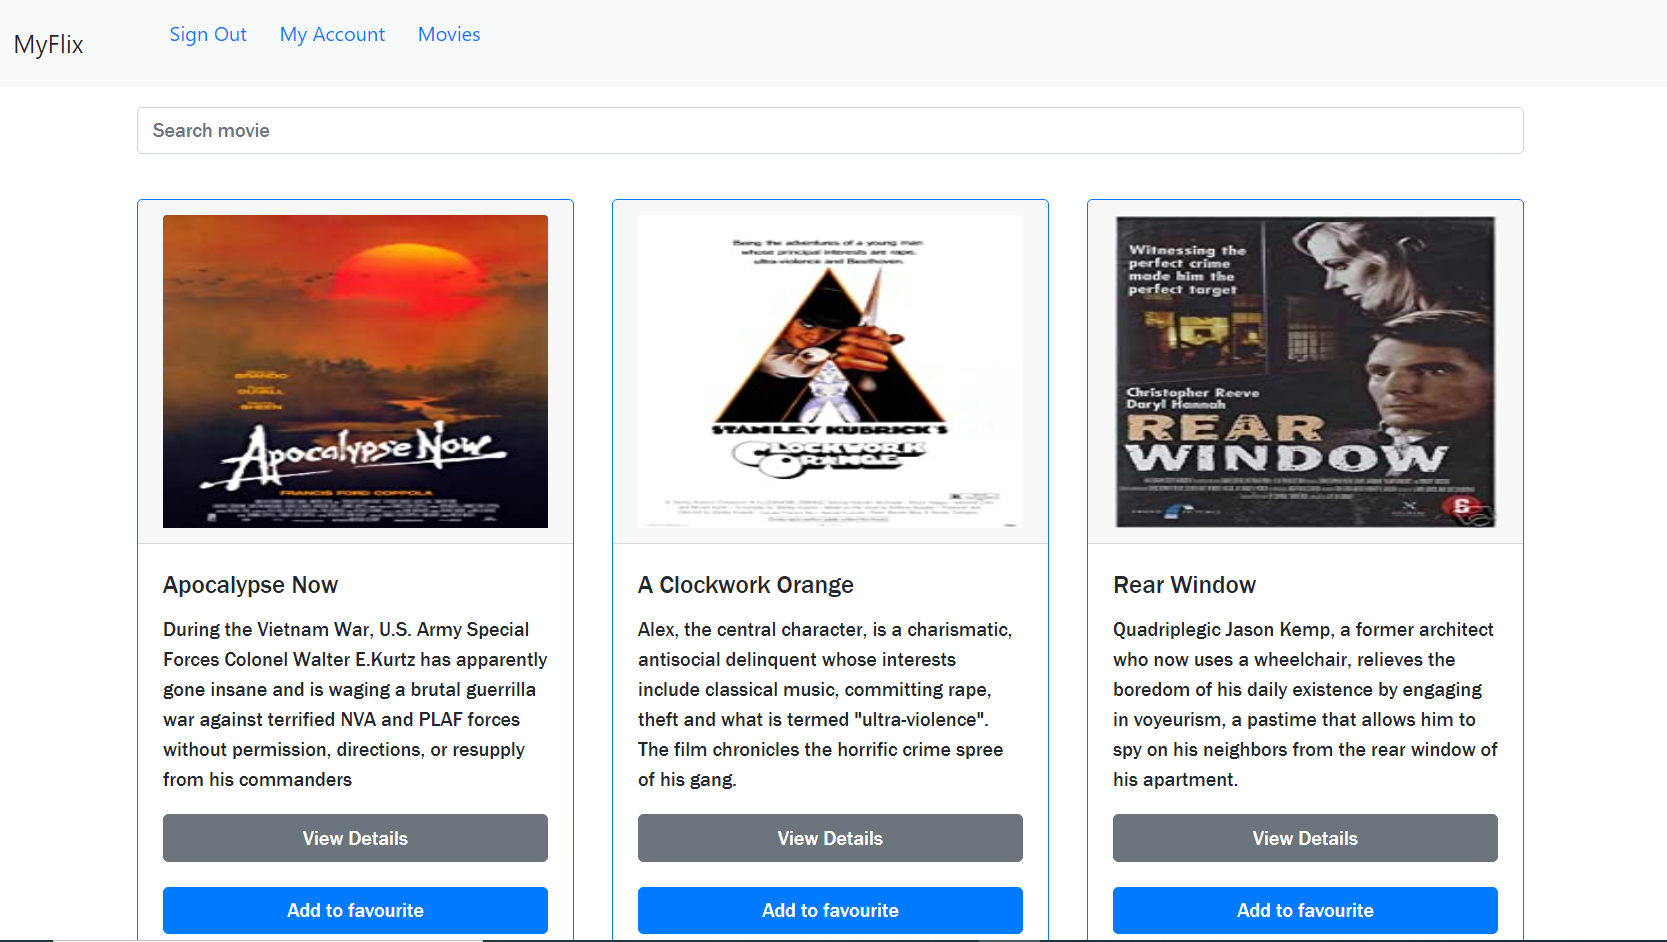 MyFlix
Sign Out
My Account
Movies
Search movie
BRANDO
DUVALL
SHEEN
Apocalypse Now
FRANCIS FORD COPPOLA
Apocalypse Now
During the Vietnam War, U.S. Army Special
Forces Colonel Walter E.Kurtz has apparently
gone insane and is waging a brutal guerrilla
war against terrified NVA and PLAF forces
without permission, directions, or resupply
from his commanders
View Details
Add to favourite
Being the adventures of a young man
whose principal interests are rape,
ultra-violence and Beethoven.
STANLEY KUBRICK'S
CLOCKWORK
ORANGE
A Clockwork Orange
Alex, the central character, is a charismatic,
antisocial delinquent whose interests
include classical music, committing rape,
theft and what is termed "ultra-violence".
The film chronicles the horrific crime spree
of his gang.
View Details
Add to favourite
Witnessing the
perfect crime
made him the
perfect target
Christopher Reeve
Daryl Hannah
REAR
WINDOW
Rear Window
Quadriplegic Jason Kemp, a former architect
who now uses a wheelchair, relieves the
boredom of his daily existence by engaging
in voyeurism, a pastime that allows him to
spy on his neighbors from the rear window of
his apartment.
View Details
Add to favourite